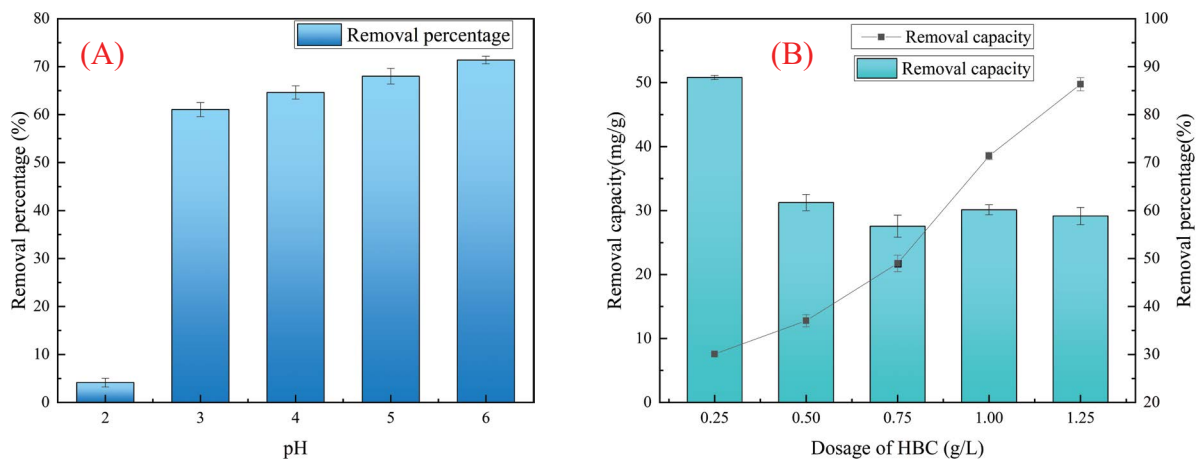 (A)
Removal percentage
Removal percentage (%)
80
70
60
50
40
30
20
10
0
2 3 4 5 6
pH
(B)
Removal capacity
Removal capacity
Removal capacity(mg/g)
60
50
40
30
20
10
0
0.25 0.50 0.75 1.00 1.25
Dosage of HBC (g/L)
100
90
80
70
60
50
40
30
20
Removal percentage(%)